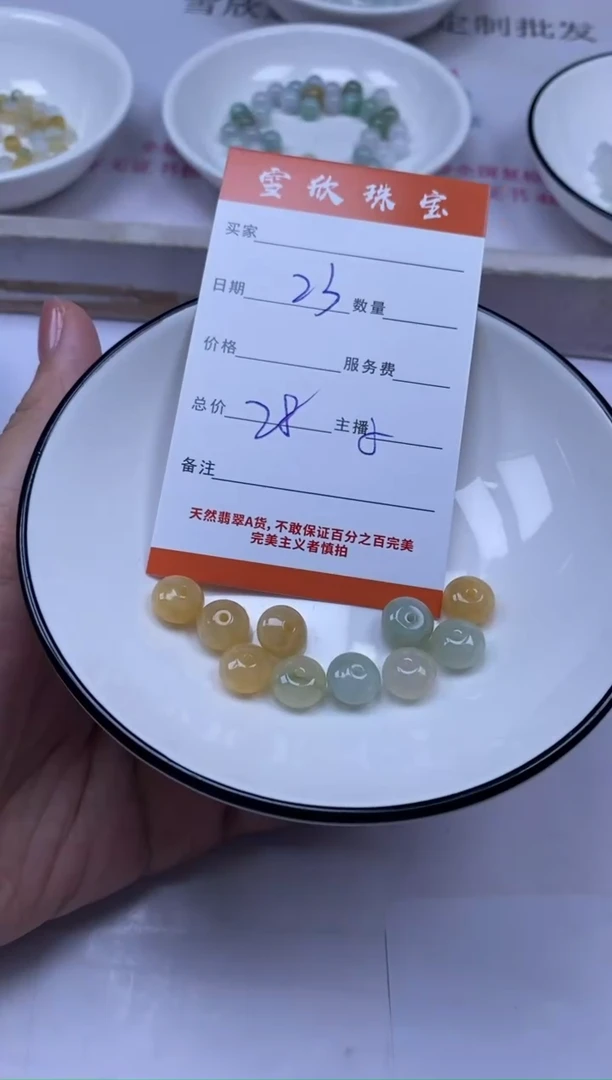 定制批发
雪欣珠宝
买家
日期 23 数量
价格 服务费
总价 28 主播
备注
天然翡翠A货,不敢保证百分之百完美
完美主义者慎拍